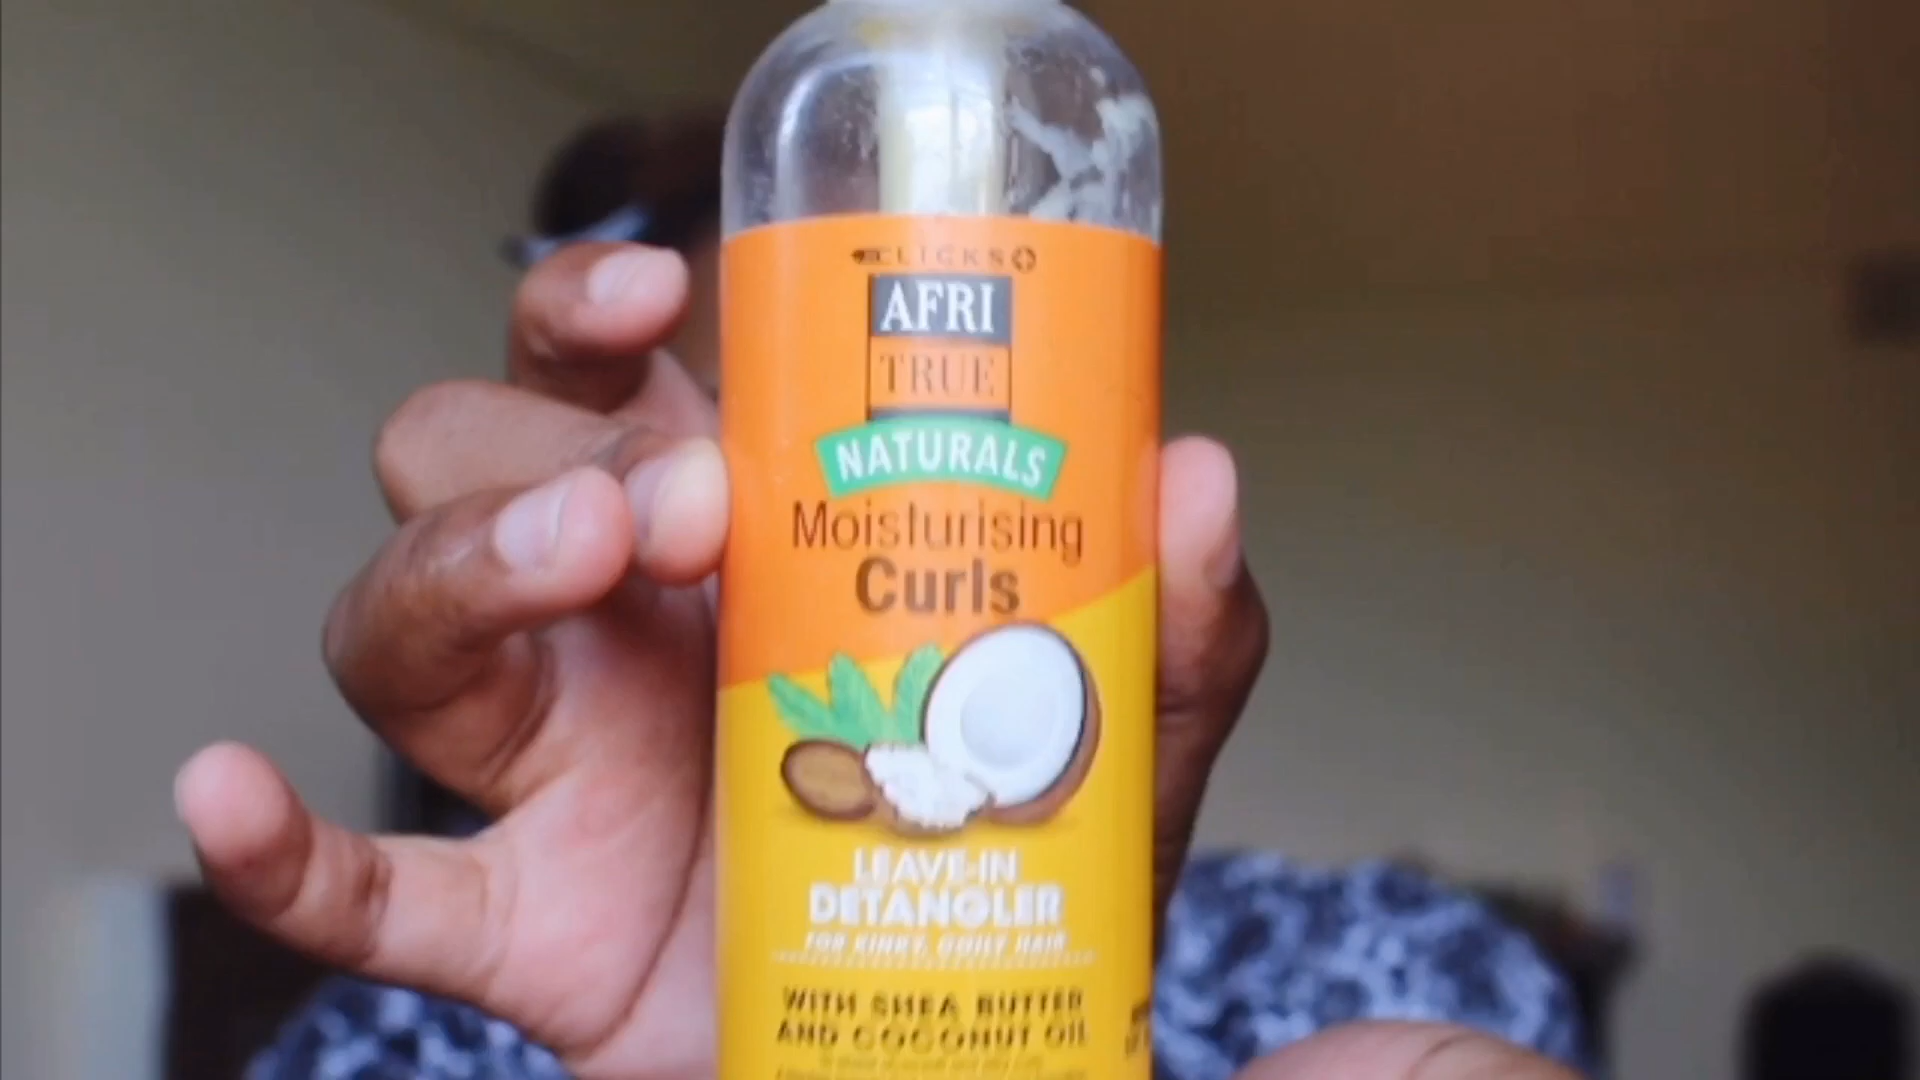 CLICKS
AFRI
TRUE
NATURALS
Moisturising
Curls
LEAVE-IN
DETANGLER
FOR KINKY, COILY HAIR
WITH SHEA BUTTER
AND COCONUT OIL